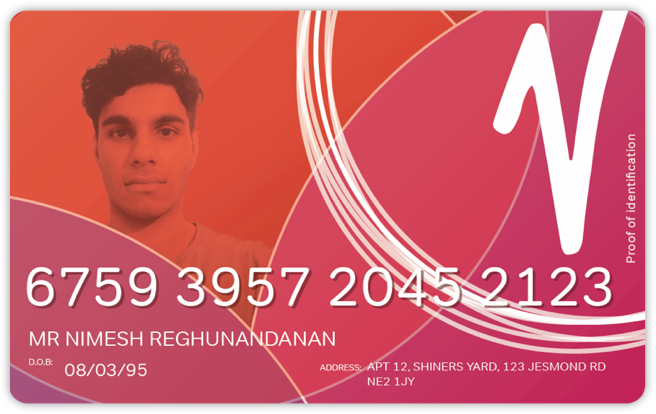 Proof of identification
6759 3957 2045 2123
MR NIMESH REGHUNANDANAN
D.O.B: 08/03/95
ADDRESS: APT 12, SHINERS YARD, 123 JESMOND RD
NE2 1JY